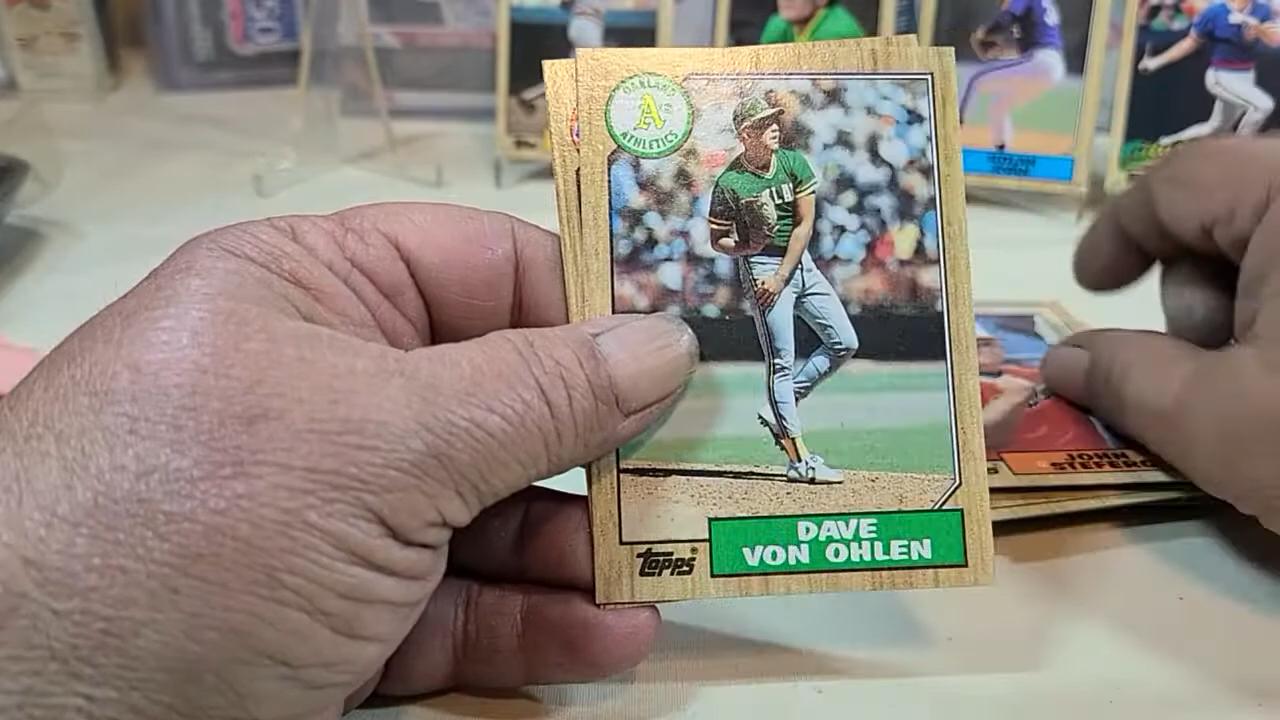 OAKLAND
A's
ATHLETICS
DAVE
VON OHLEN
TOPPS
JOHN
STEFERO